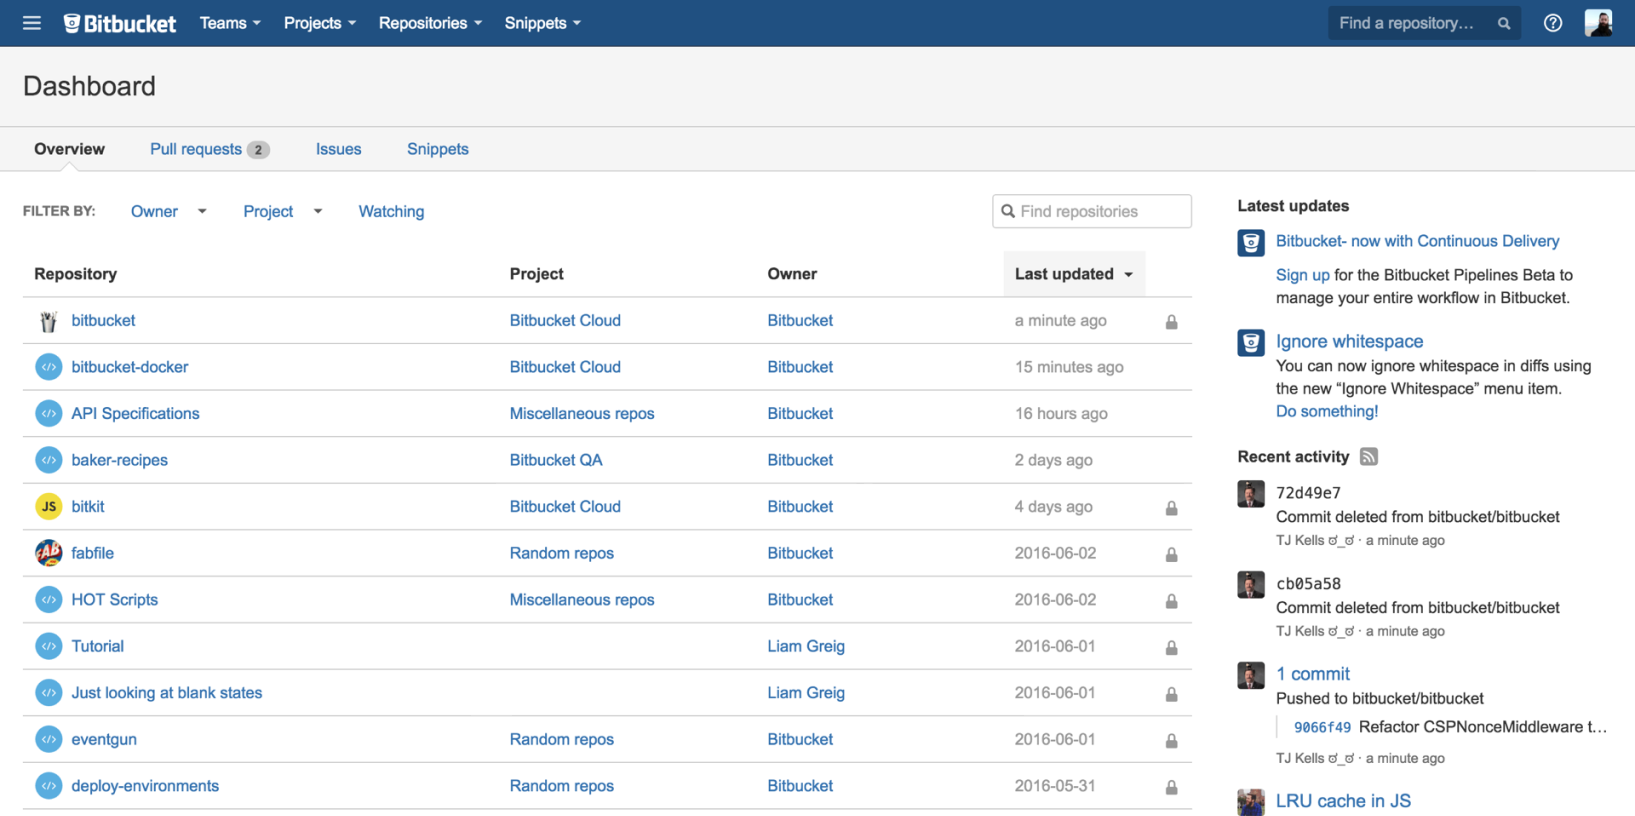 Bitbucket Teams Projects Repositories Snippets Find a repository...
Dashboard
Overview Pull requests 2 Issues Snippets
FILTER BY: Owner Project Watching Find repositories
Repository Project Owner Last updated
bitbucket Bitbucket Cloud Bitbucket a minute ago
bitbucket-docker Bitbucket Cloud Bitbucket 15 minutes ago
API Specifications Miscellaneous repos Bitbucket 16 hours ago
baker-recipes Bitbucket QA Bitbucket 2 days ago
JS bitkit Bitbucket Cloud Bitbucket 4 days ago
FAB fabfile Random repos Bitbucket 2016-06-02
HOT Scripts Miscellaneous repos Bitbucket 2016-06-02
Tutorial Liam Greig 2016-06-01
Just looking at blank states Liam Greig 2016-06-01
eventgun Random repos Bitbucket 2016-06-01
deploy-environments Random repos Bitbucket 2016-05-31
Latest updates
Bitbucket- now with Continuous Delivery
Sign up for the Bitbucket Pipelines Beta to
manage your entire workflow in Bitbucket.
Ignore whitespace
You can now ignore whitespace in diffs using
the new “Ignore Whitespace” menu item.
Do something!
Recent activity
72d49e7
Commit deleted from bitbucket/bitbucket
TJ Kells ಠ_ಠ · a minute ago
cb05a58
Commit deleted from bitbucket/bitbucket
TJ Kells ಠ_ಠ · a minute ago
1 commit
Pushed to bitbucket/bitbucket
9066f49 Refactor CSPNonceMiddleware t...
TJ Kells ಠ_ಠ · a minute ago
LRU cache in JS